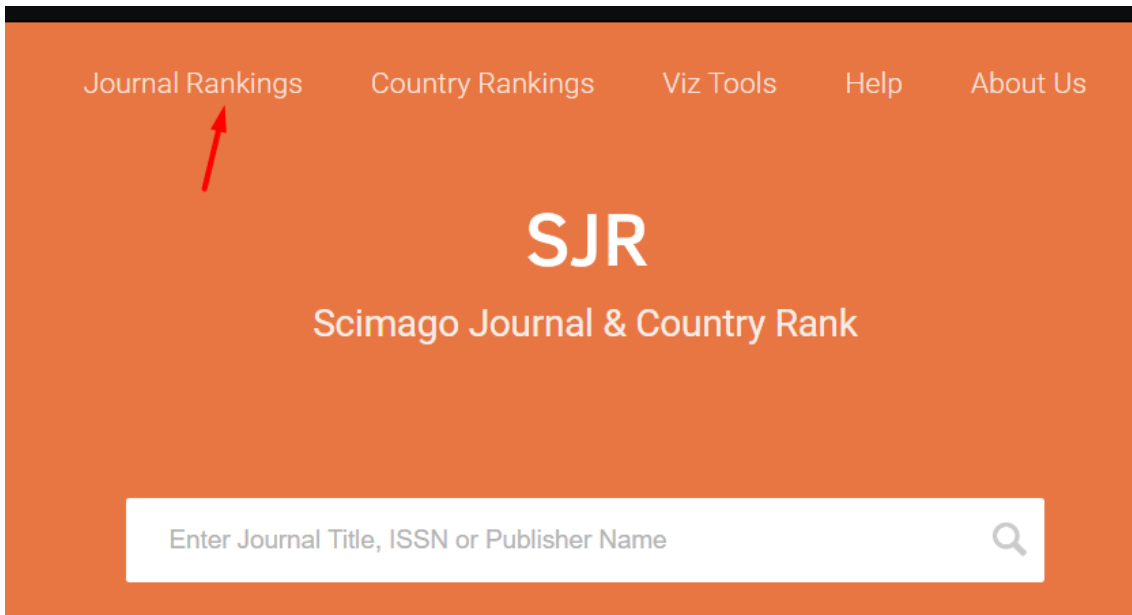 Journal Rankings Country Rankings Viz Tools Help About Us
SJR
Scimago Journal & Country Rank
Enter Journal Title, ISSN or Publisher Name